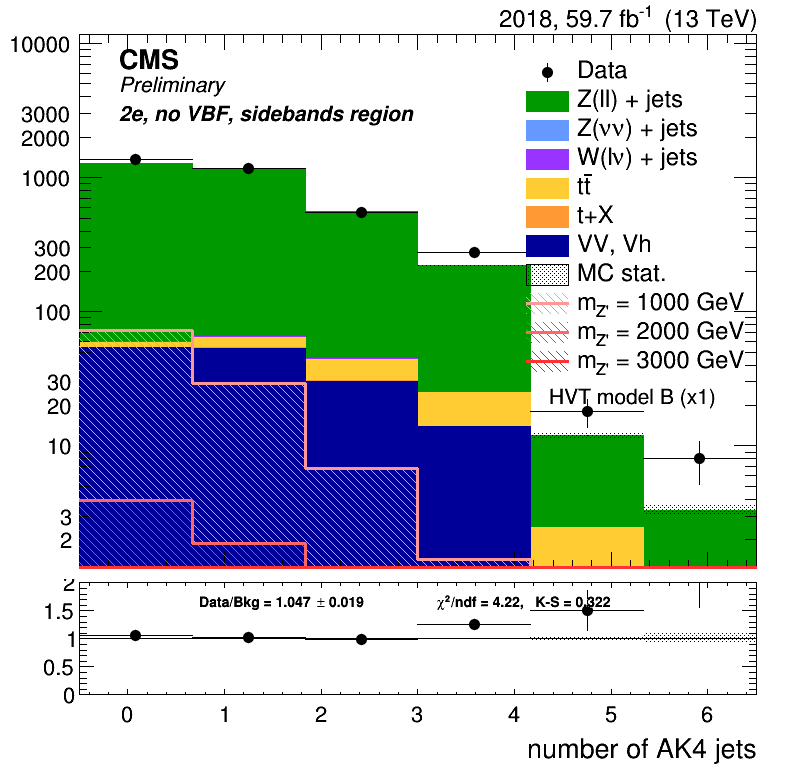 2018, 59.7 fb⁻¹ (13 TeV)
CMS
Preliminary
2e, no VBF, sidebands region
Data
Z(ll) + jets
Z(νν) + jets
W(lν) + jets
tt̄
t+X
VV, Vh
MC stat.
m_Z' = 1000 GeV
m_Z' = 2000 GeV
m_Z' = 3000 GeV
HVT model B (x1)
10000
3000
2000
1000
300
200
100
30
20
10
3
2
Data/Bkg = 1.047 ± 0.019 χ²/ndf = 4.22, K-S = 0.322
2
1.5
1
0.5
0
0 1 2 3 4 5 6
number of AK4 jets